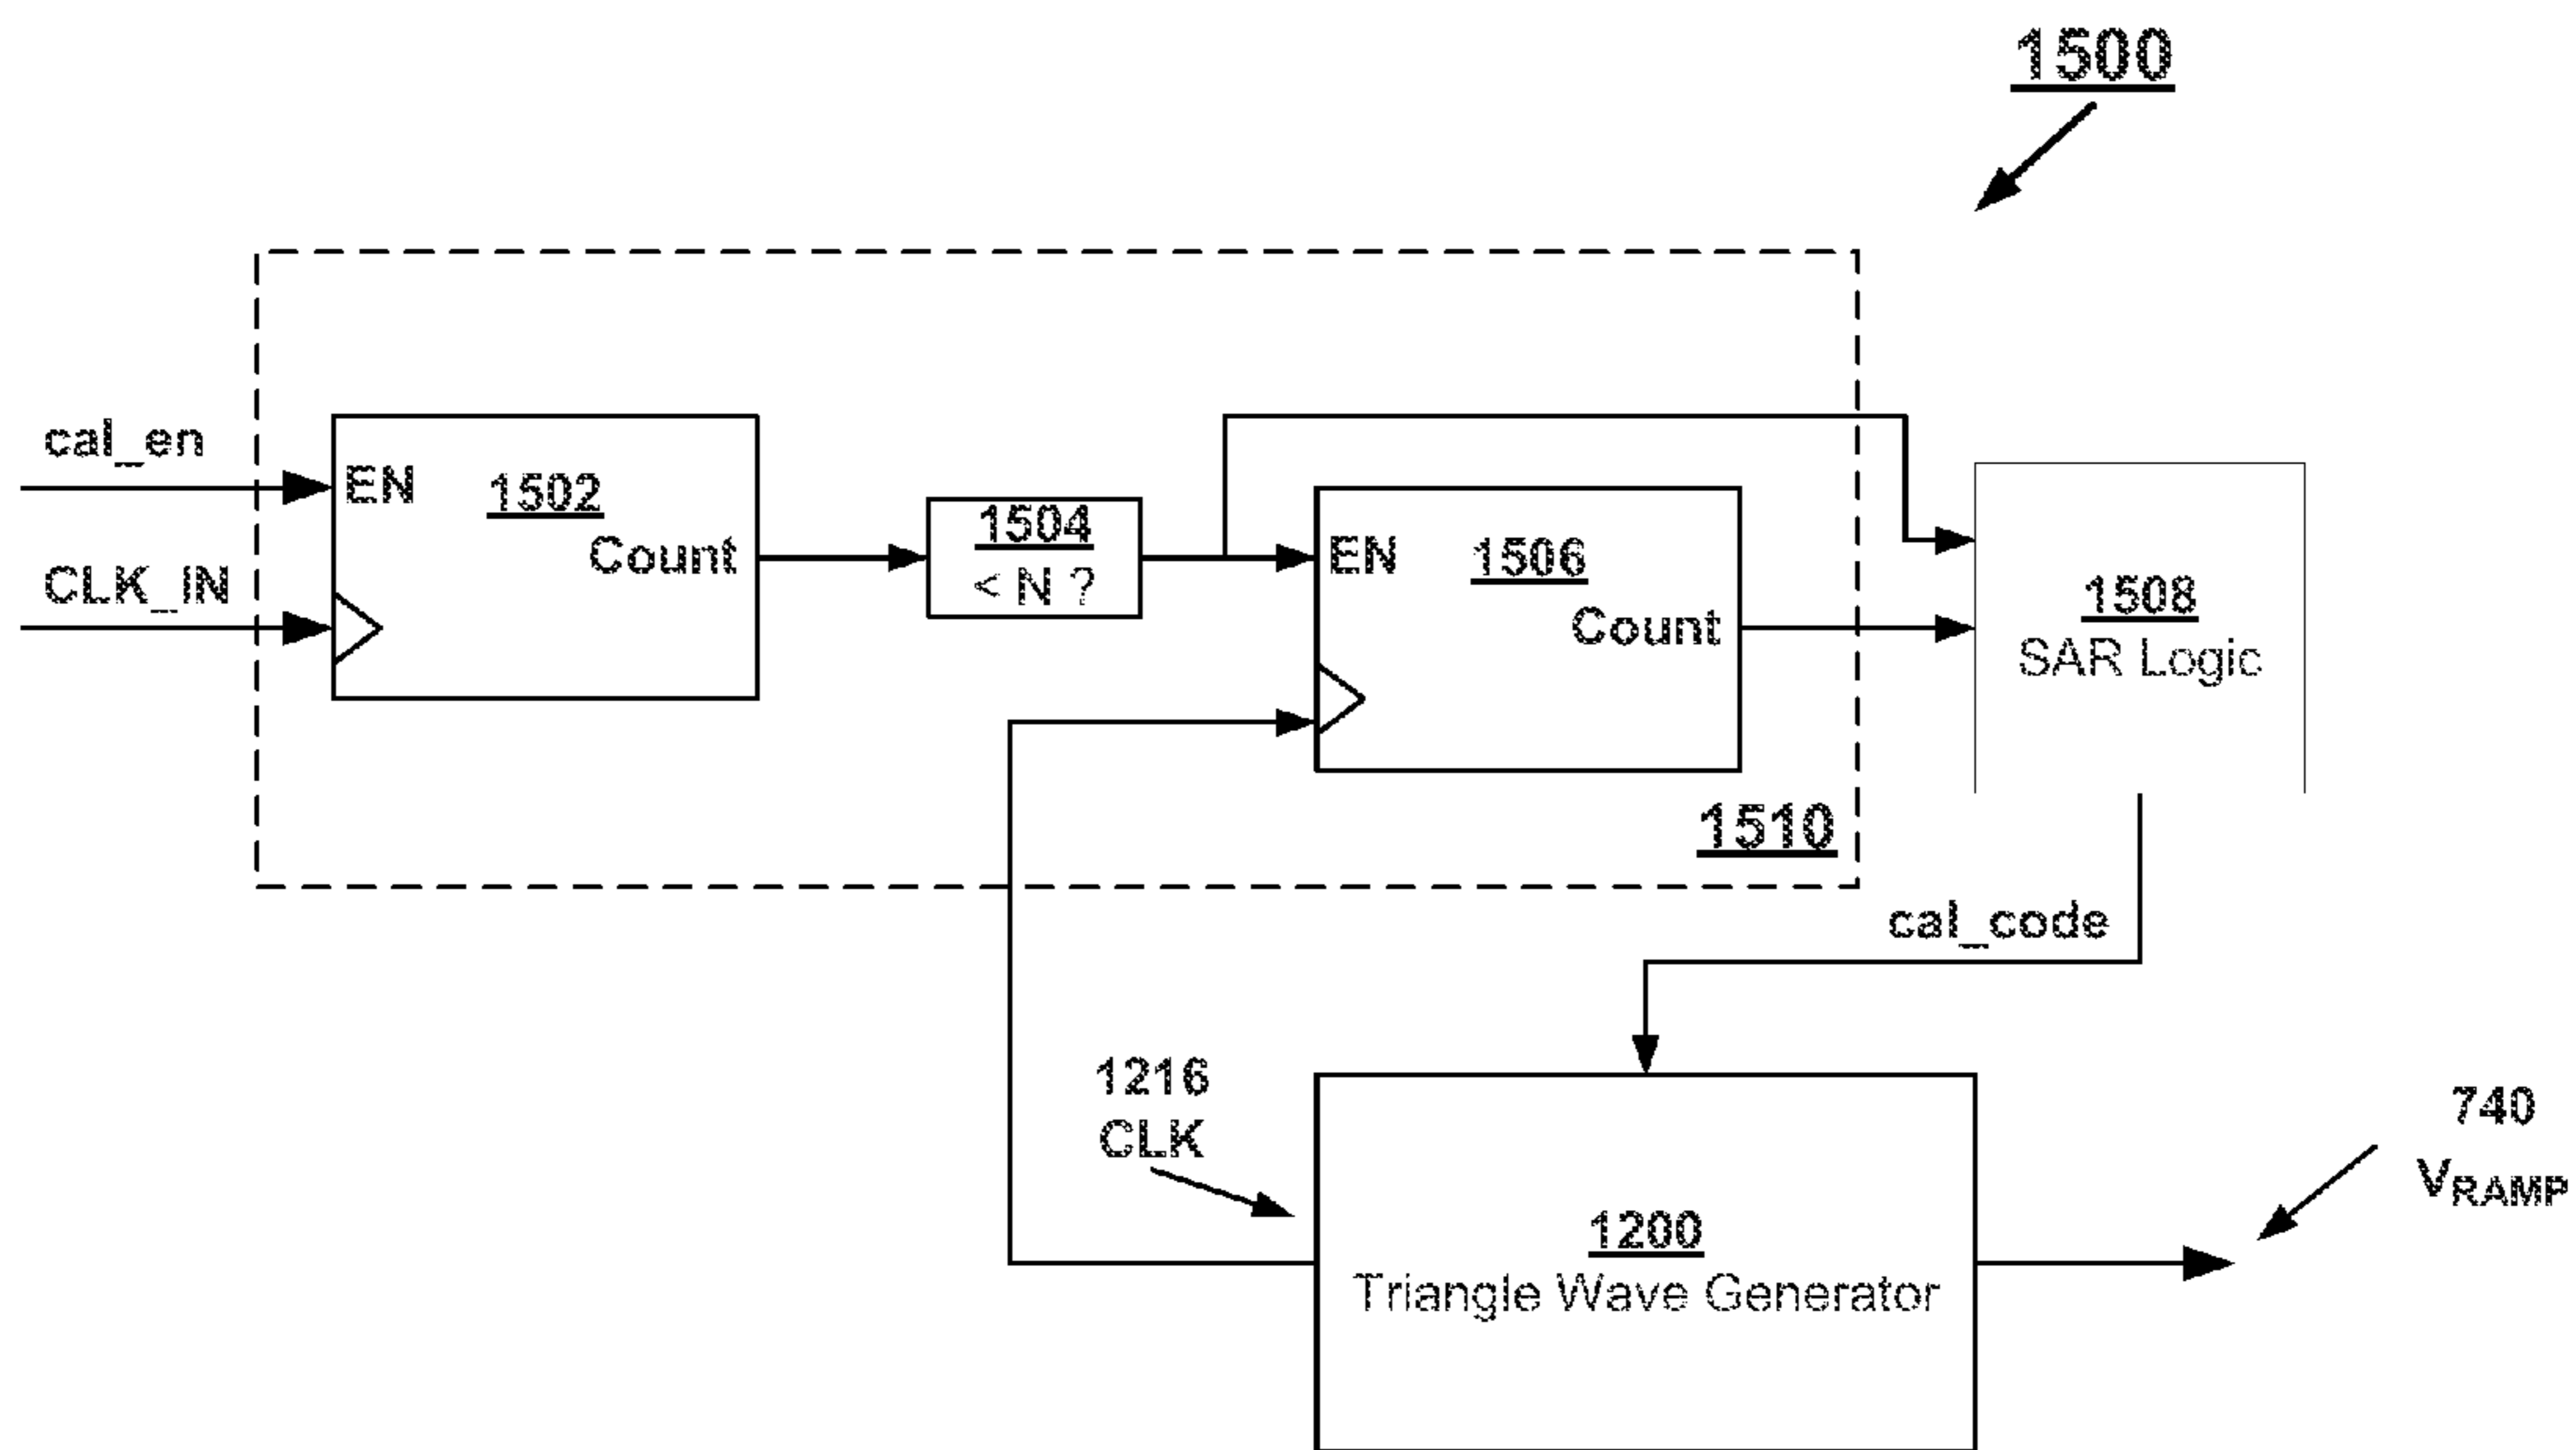 1500
cal_en
CLK_IN
EN
1502
Count
1504
< N ?
EN
1506
Count
1508
SAR Logic
1510
cal_code
1216
CLK
1200
Triangle Wave Generator
740
VRAMP